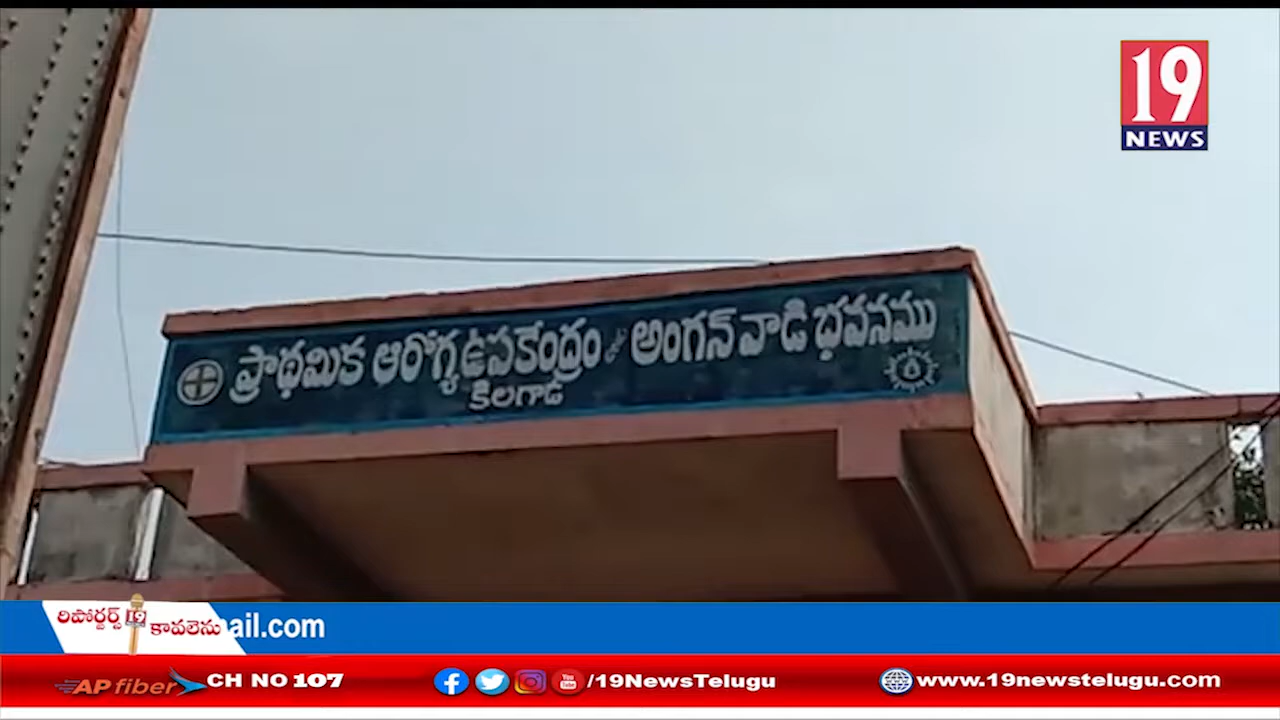 19
NEWS
ప్రాథమిక ఆరోగ్య ఉపకేంద్రం అంగన్ వాడి భవనము
కిలగాడ
రిపోర్టర్స్ 19 కావలెను
ail.com
AP fiber CH NO 107
/19NewsTelugu
www.19newstelugu.com